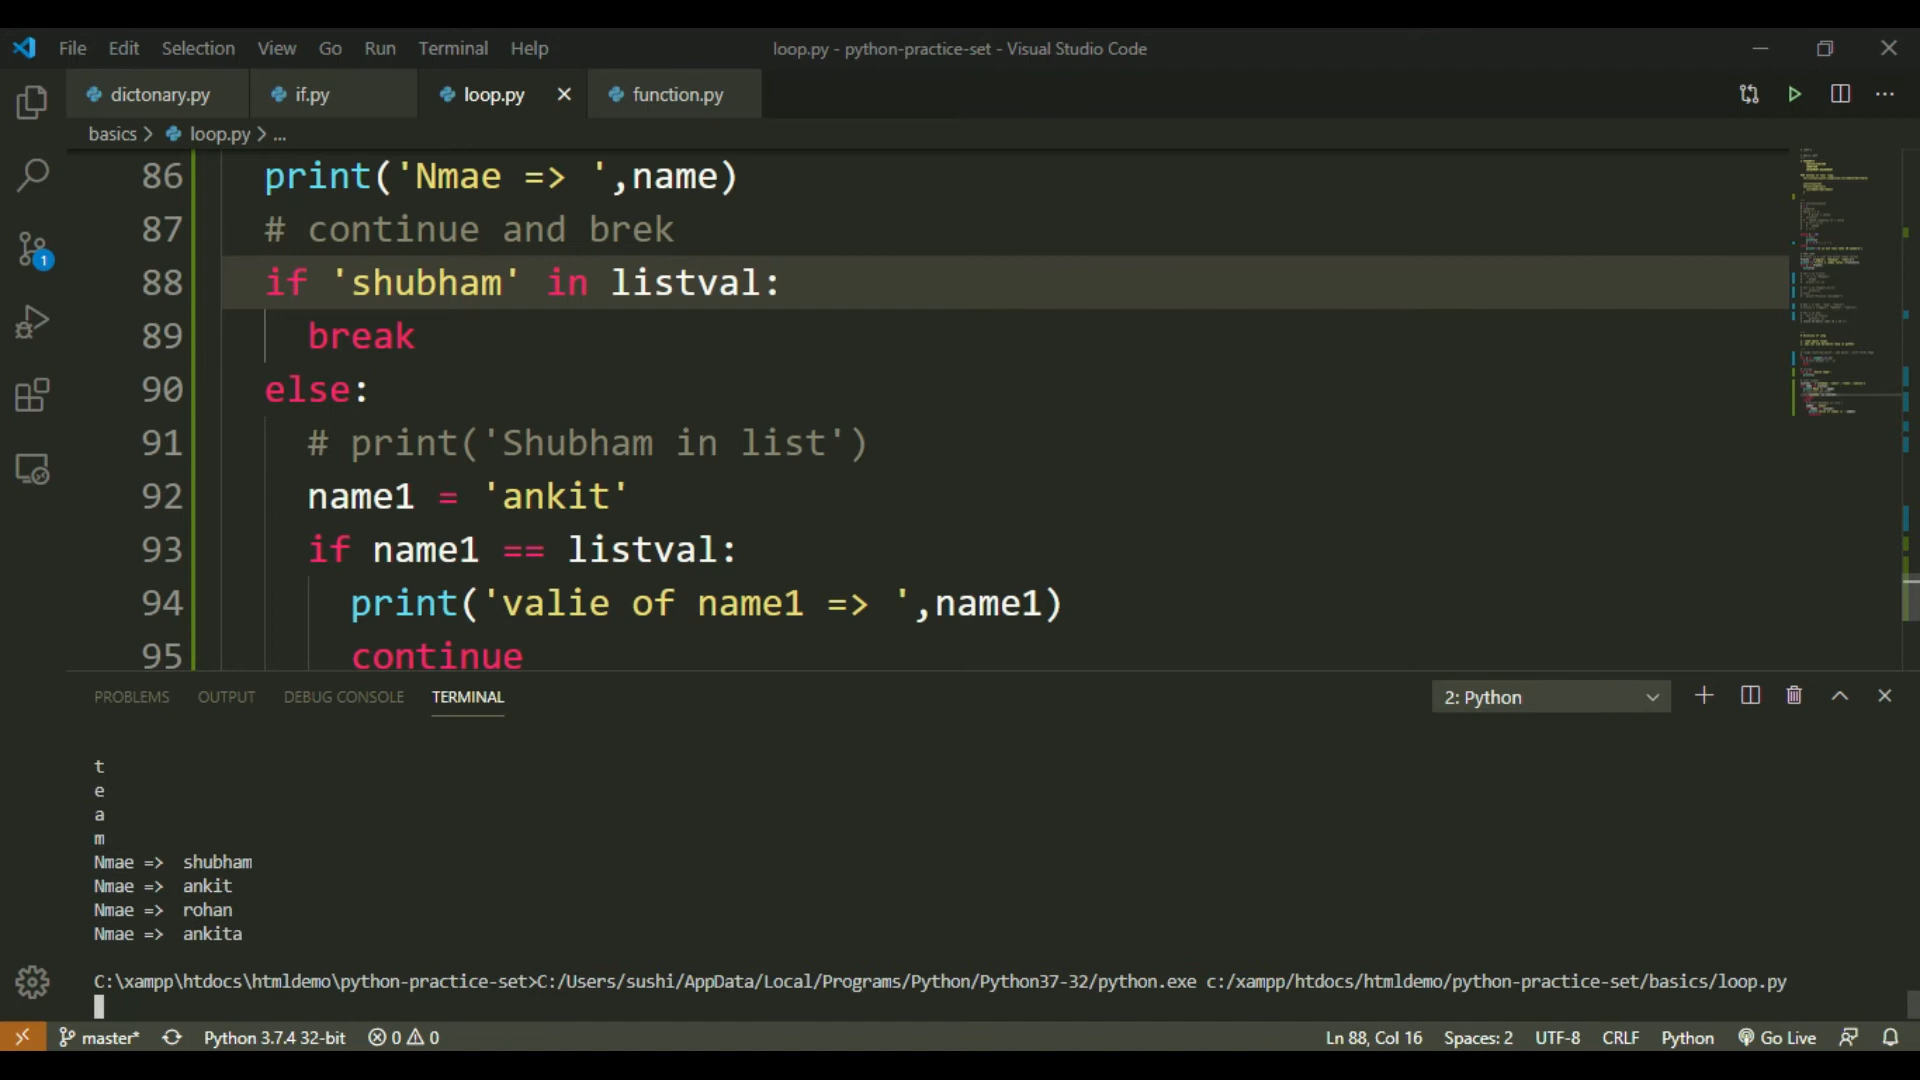 File Edit Selection View Go Run Terminal Help
loop.py - python-practice-set - Visual Studio Code
dictonary.py if.py loop.py function.py
basics > loop.py > ...
86 print('Nmae => ',name)
87 # continue and brek
88 if 'shubham' in listval:
89 break
90 else:
91 # print('Shubham in list')
92 name1 = 'ankit'
93 if name1 == listval:
94 print('valie of name1 => ',name1)
95 continue
PROBLEMS OUTPUT DEBUG CONSOLE TERMINAL
2: Python
t
e
a
m
Nmae => shubham
Nmae => ankit
Nmae => rohan
Nmae => ankita
C:\xampp\htdocs\htmldemo\python-practice-set>C:/Users/sushi/AppData/Local/Programs/Python/Python37-32/python.exe c:/xampp/htdocs/htmldemo/python-practice-set/basics/loop.py
master* Python 3.7.4 32-bit 0 0
Ln 88, Col 16 Spaces: 2 UTF-8 CRLF Python Go Live
1